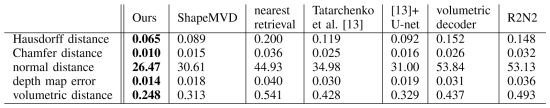 Ours ShapeMVD nearest retrieval Tatarchenko et al. [13] [13]+ U-net volumetric decoder R2N2
Hausdorff distance 0.065 0.089 0.200 0.119 0.092 0.152 0.148
Chamfer distance 0.010 0.015 0.036 0.025 0.016 0.026 0.032
normal distance 26.47 30.61 44.93 34.98 31.00 53.84 53.13
depth map error 0.014 0.018 0.040 0.030 0.019 0.031 0.036
volumetric distance 0.248 0.313 0.541 0.428 0.329 0.437 0.493